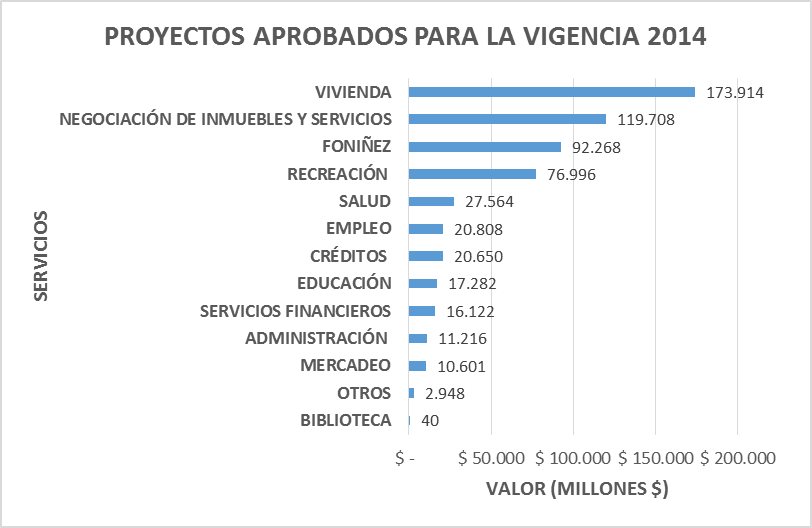 PROYECTOS APROBADOS PARA LA VIGENCIA 2014
SERVICIOS
VIVIENDA 173.914
NEGOCIACIÓN DE INMUEBLES Y SERVICIOS 119.708
FONIÑEZ 92.268
RECREACIÓN 76.996
SALUD 27.564
EMPLEO 20.808
CRÉDITOS 20.650
EDUCACIÓN 17.282
SERVICIOS FINANCIEROS 16.122
ADMINISTRACIÓN 11.216
MERCADEO 10.601
OTROS 2.948
BIBLIOTECA 40
$ - $ 50.000 $ 100.000 $ 150.000 $ 200.000
VALOR (MILLONES $)